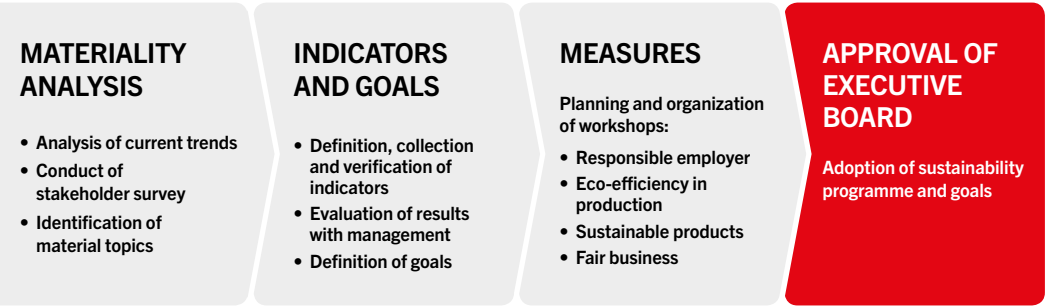 MATERIALITY
ANALYSIS
• Analysis of current trends
• Conduct of
stakeholder survey
• Identification of
material topics
INDICATORS
AND GOALS
• Definition, collection
and verification of
indicators
• Evaluation of results
with management
• Definition of goals
MEASURES
Planning and organization
of workshops:
• Responsible employer
• Eco-efficiency in
production
• Sustainable products
• Fair business
APPROVAL OF
EXECUTIVE
BOARD
Adoption of sustainability
programme and goals